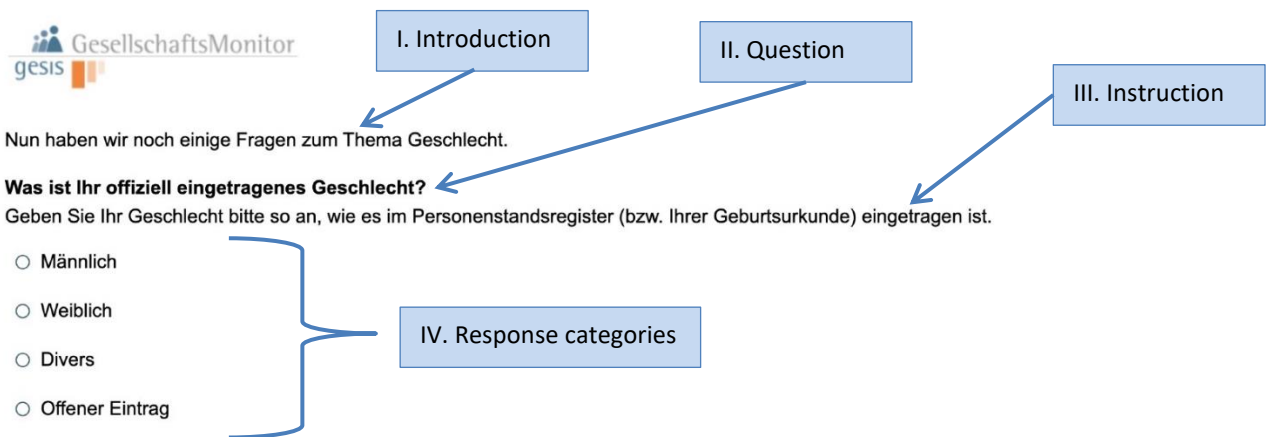 GesellschaftsMonitor
gesis
I. Introduction
II. Question
III. Instruction
Nun haben wir noch einige Fragen zum Thema Geschlecht.
Was ist Ihr offiziell eingetragenes Geschlecht?
Geben Sie Ihr Geschlecht bitte so an, wie es im Personenstandsregister (bzw. Ihrer Geburtsurkunde) eingetragen ist.
Männlich
Weiblich
IV. Response categories
Divers
Offener Eintrag